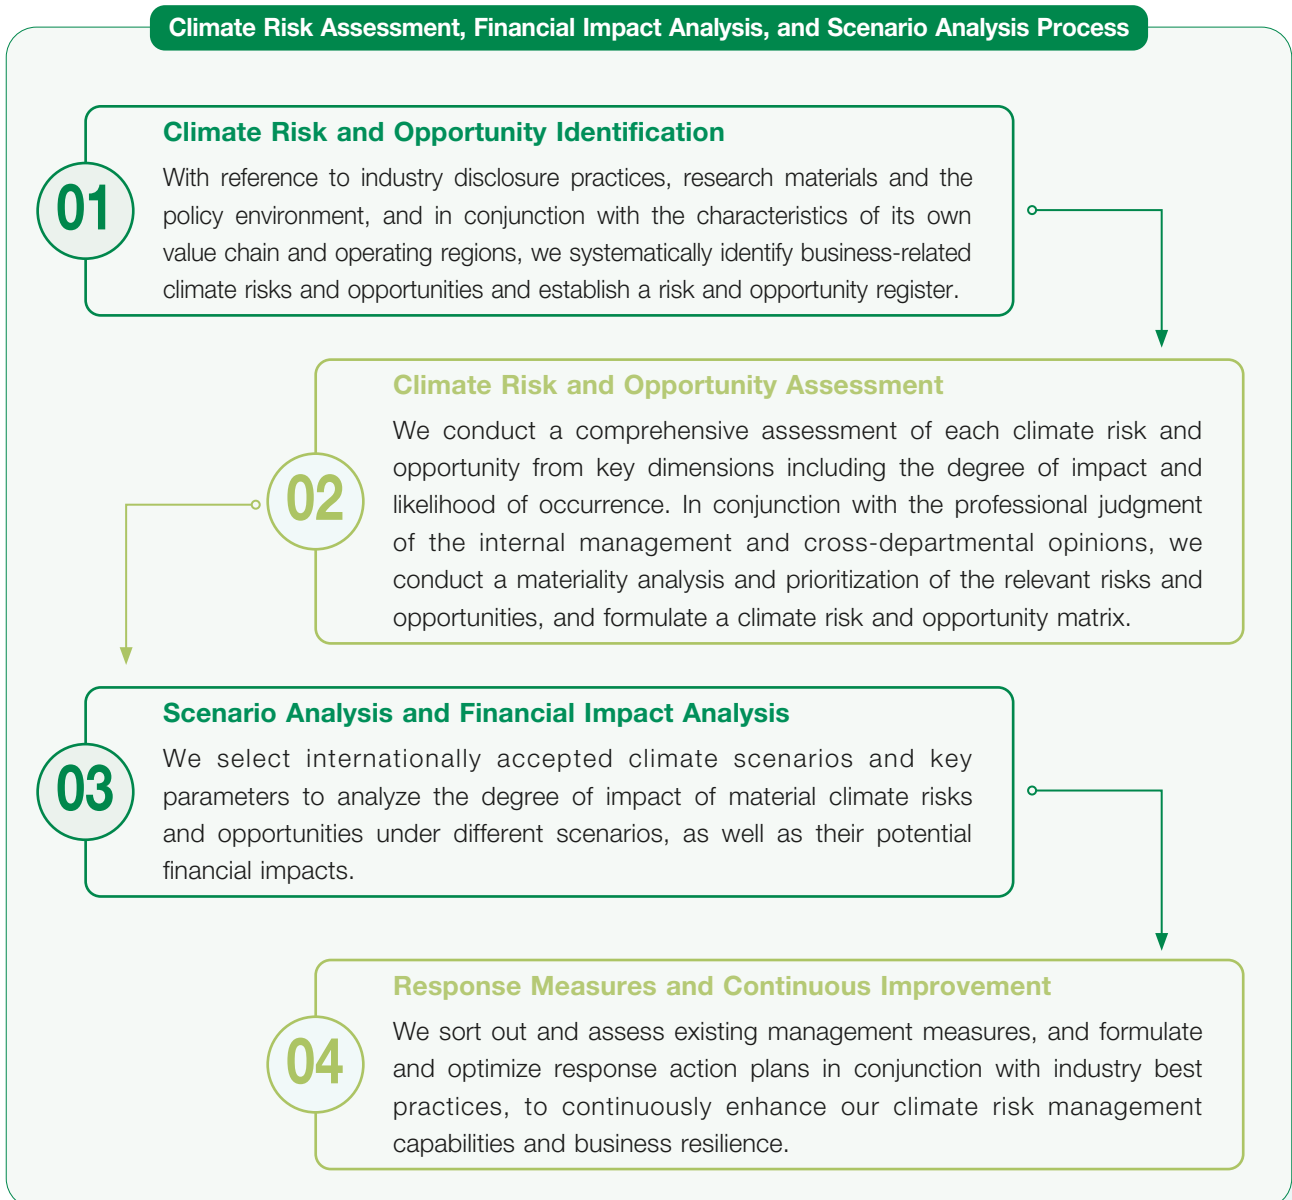 Climate Risk Assessment, Financial Impact Analysis, and Scenario Analysis Process
01
Climate Risk and Opportunity Identification
With reference to industry disclosure practices, research materials and the
policy environment, and in conjunction with the characteristics of its own
value chain and operating regions, we systematically identify business-related
climate risks and opportunities and establish a risk and opportunity register.
02
Climate Risk and Opportunity Assessment
We conduct a comprehensive assessment of each climate risk and
opportunity from key dimensions including the degree of impact and
likelihood of occurrence. In conjunction with the professional judgment
of the internal management and cross-departmental opinions, we
conduct a materiality analysis and prioritization of the relevant risks and
opportunities, and formulate a climate risk and opportunity matrix.
03
Scenario Analysis and Financial Impact Analysis
We select internationally accepted climate scenarios and key
parameters to analyze the degree of impact of material climate risks
and opportunities under different scenarios, as well as their potential
financial impacts.
04
Response Measures and Continuous Improvement
We sort out and assess existing management measures, and formulate
and optimize response action plans in conjunction with industry best
practices, to continuously enhance our climate risk management
capabilities and business resilience.